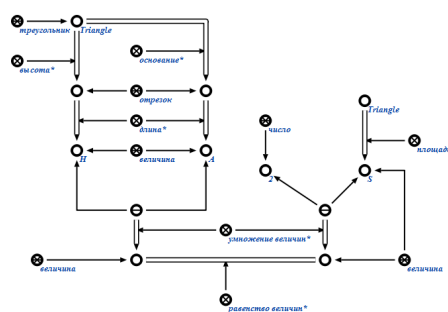 треугольник
Triangle
основание*
высота*
отрезок
Triangle
длина*
число
площадь
величина
H
A
2
S
умножение величин*
величина
величина
равенство величин*